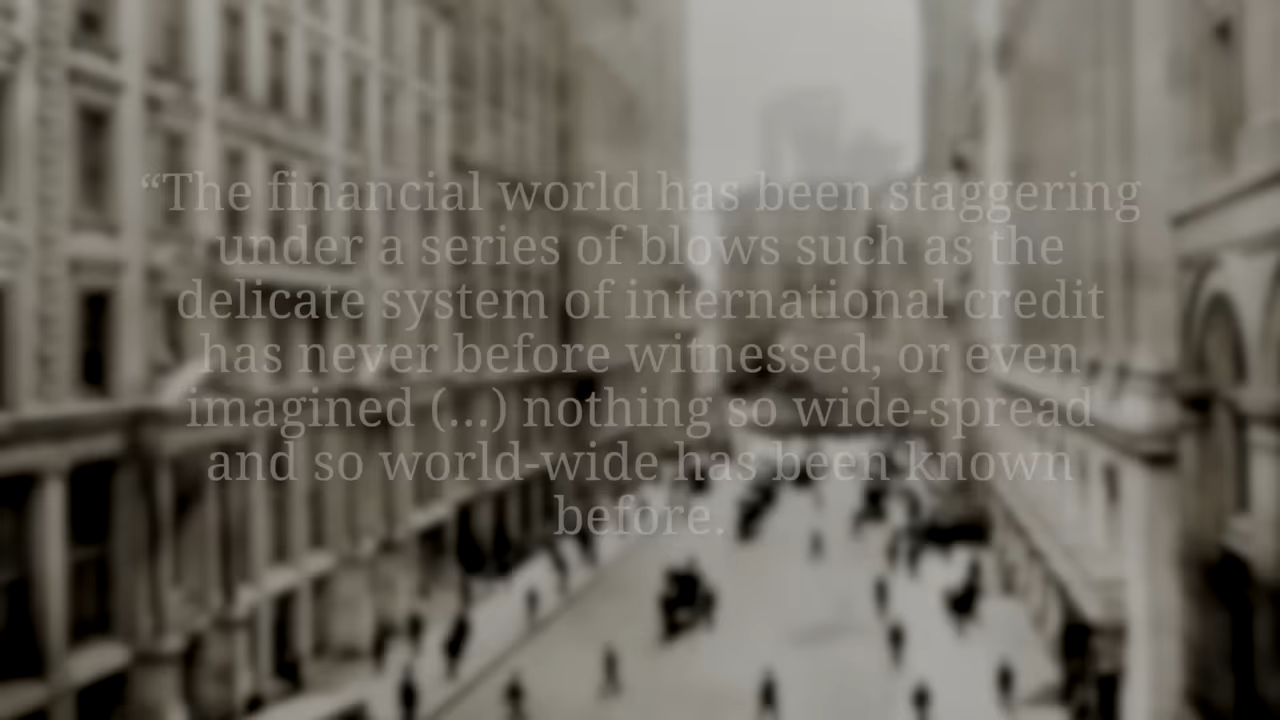 “The financial world has been staggering
under a series of blows such as the
delicate system of international credit
has never before witnessed, or even
imagined (...) nothing so wide-spread
and so world-wide has been known
before.